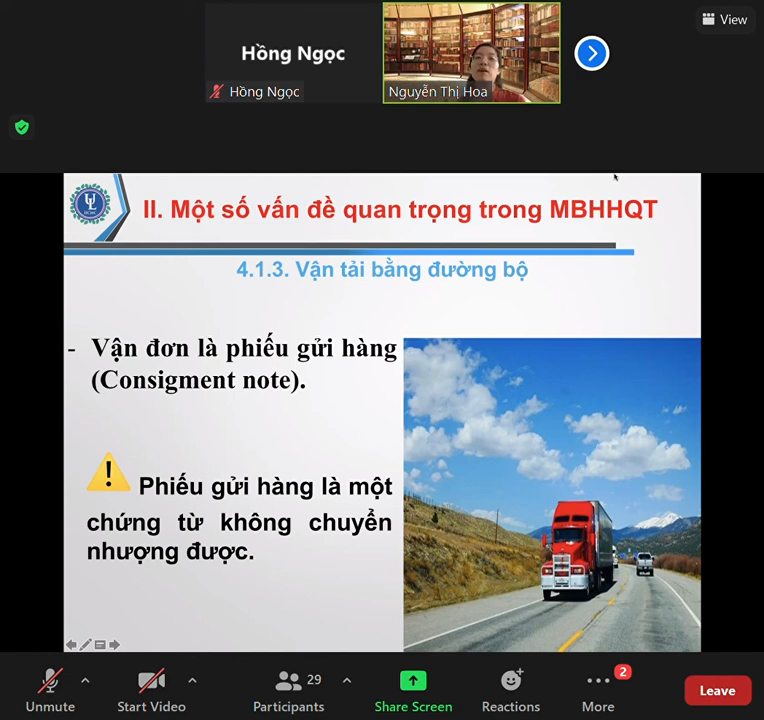 View
Hồng Ngọc
Hồng Ngọc
Nguyễn Thị Hoa
II. Một số vấn đề quan trọng trong MBHHQT
4.1.3. Vận tải bằng đường bộ
- Vận đơn là phiếu gửi hàng
(Consigment note).
Phiếu gửi hàng là một
chứng từ không chuyển
nhượng được.
Unmute
Start Video
Participants
29
Share Screen
Reactions
More
2
Leave